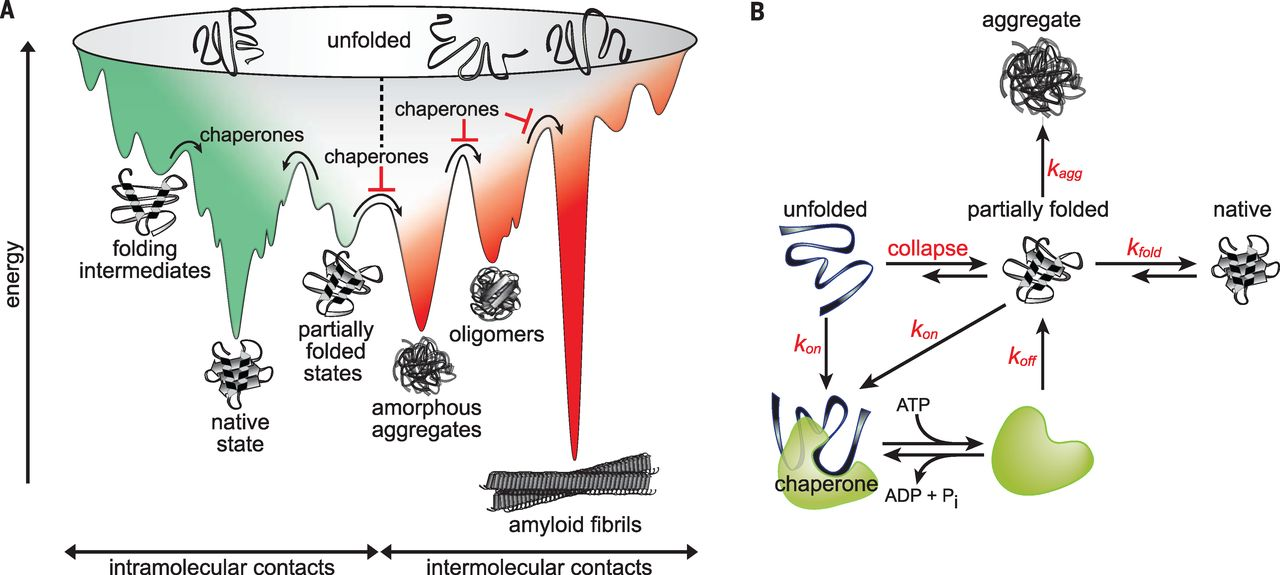 A
unfolded
chaperones
chaperones
chaperones
energy
folding
intermediates
partially
folded
states
oligomers
native
state
amorphous
aggregates
amyloid fibrils
intramolecular contacts
intermolecular contacts
B
aggregate
kagg
unfolded
partially folded
native
collapse
kfold
kon
kon
koff
ATP
chaperone
ADP + Pi